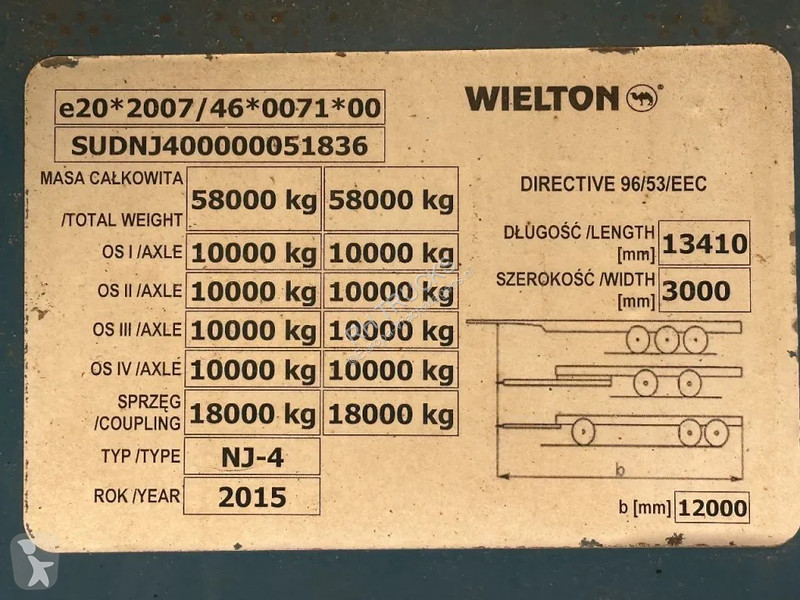 e20*2007/46*0071*00
WIELTON
SUDNJ400000051836
MASA CAŁKOWITA
/TOTAL WEIGHT
58000 kg 58000 kg
DIRECTIVE 96/53/EEC
OS I /AXLE 10000 kg 10000 kg
DŁUGOŚĆ /LENGTH
[mm] 13410
OS II /AXLE 10000 kg 10000 kg
SZEROKOŚĆ /WIDTH
[mm] 3000
OS III /AXLE 10000 kg 10000 kg
OS IV /AXLE 10000 kg 10000 kg
SPRZĘG
/COUPLING 18000 kg 18000 kg
TYP /TYPE NJ-4
b
ROK /YEAR 2015
b [mm] 12000